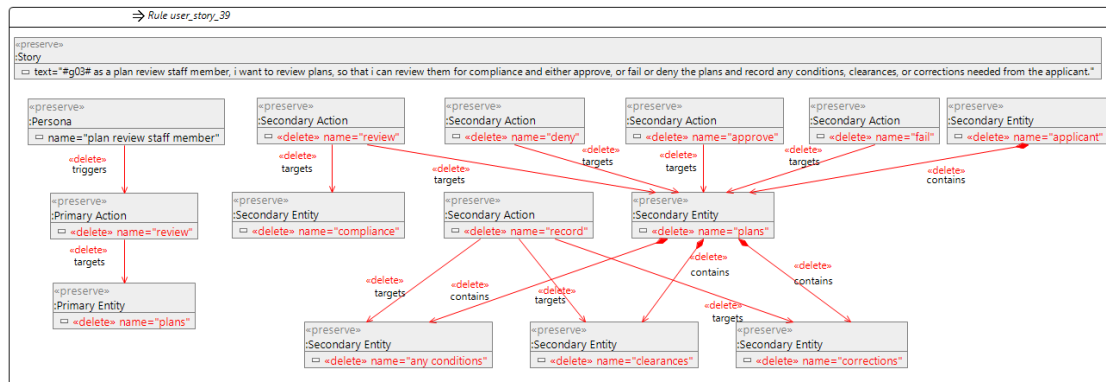 ⇒ Rule user_story_39
«preserve»
:Story
text="#g03# as a plan review staff member, i want to review plans, so that i can review them for compliance and either approve, or fail or deny the plans and record any conditions, clearances, or corrections needed from the applicant."
«preserve»
:Persona
name="plan review staff member"
«preserve»
:Secondary Action
«delete» name="review"
«preserve»
:Secondary Action
«delete» name="deny"
«preserve»
:Secondary Action
«delete» name="approve"
«preserve»
:Secondary Action
«delete» name="fail"
«preserve»
:Secondary Entity
«delete» name="applicant"
«delete»
triggers
«delete»
targets
«delete»
targets
«delete»
targets
«delete»
targets
«delete»
targets
«delete»
contains
«preserve»
:Primary Action
«delete» name="review"
«preserve»
:Secondary Entity
«delete» name="compliance"
«preserve»
:Secondary Action
«delete» name="record"
«preserve»
:Secondary Entity
«delete» name="plans"
«delete»
targets
«delete»
targets
«delete»
contains
«delete»
targets
«delete»
contains
«delete»
targets
«delete»
contains
«preserve»
:Primary Entity
«delete» name="plans"
«preserve»
:Secondary Entity
«delete» name="any conditions"
«preserve»
:Secondary Entity
«delete» name="clearances"
«preserve»
:Secondary Entity
«delete» name="corrections"